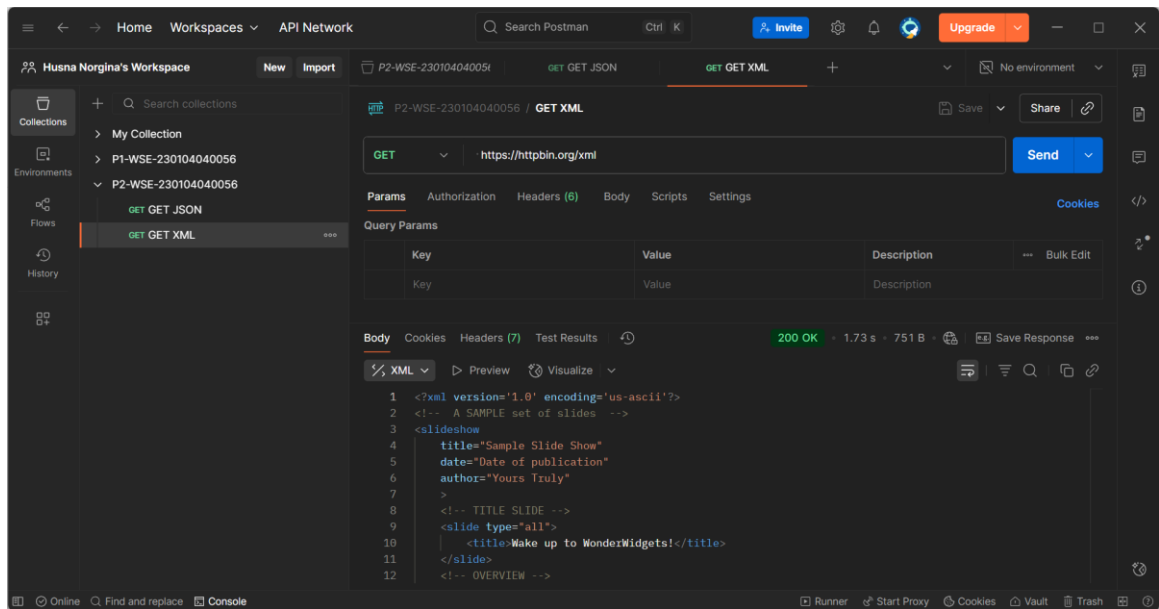 Home Workspaces API Network Search Postman Ctrl K Invite Upgrade
Husna Norgina's Workspace New Import P2-WSE-230104040056 GET GET JSON GET GET XML No environment
Collections Search collections P2-WSE-230104040056 / GET XML Save Share
My Collection
P1-WSE-230104040056 GET https://httpbin.org/xml Send
Environments
P2-WSE-230104040056
GET GET JSON Params Authorization Headers (6) Body Scripts Settings Cookies
Flows
GET GET XML Query Params
History
Key Value Description Bulk Edit
Key Value Description
Body Cookies Headers (7) Test Results 200 OK 1.73 s 751 B Save Response
XML Preview Visualize
1 <?xml version='1.0' encoding='us-ascii'?>
2 <!-- A SAMPLE set of slides -->
3 <slideshow
4 title="Sample Slide Show"
5 date="Date of publication"
6 author="Yours Truly"
7 >
8 <!-- TITLE SLIDE -->
9 <slide type="all">
10 <title>Wake up to WonderWidgets!</title>
11 </slide>
12 <!-- OVERVIEW -->
Online Find and replace Console Runner Start Proxy Cookies Vault Trash